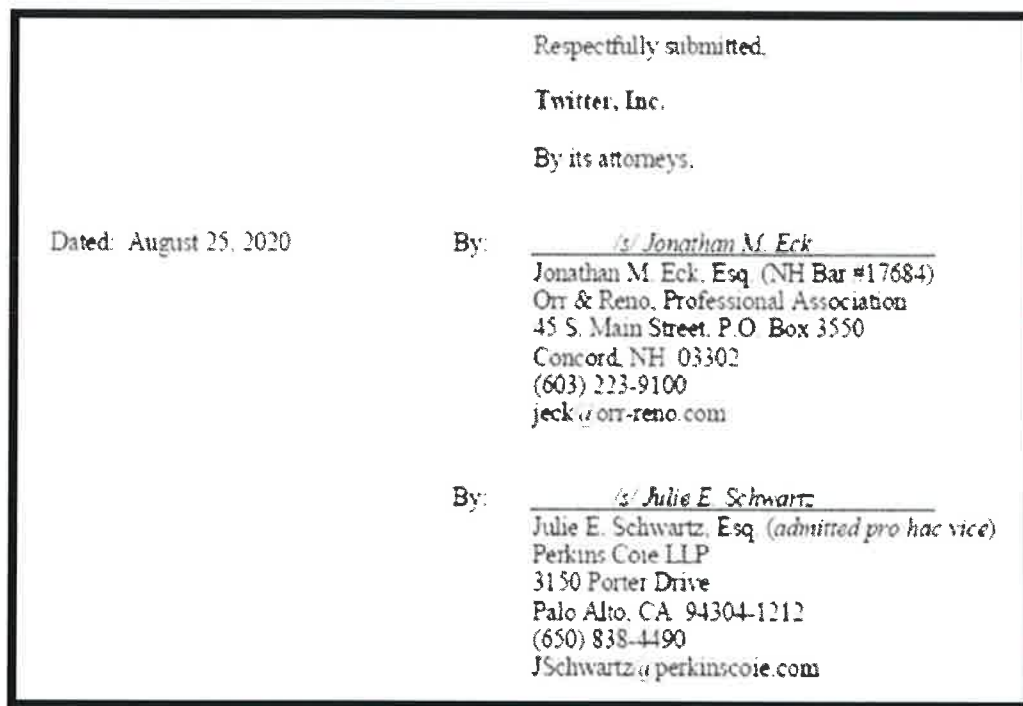 Respectfully submitted,
Twitter, Inc.
By its attorneys,
Dated: August 25, 2020 By: /s/ Jonathan M. Eck
Jonathan M. Eck, Esq. (NH Bar #17684)
Orr & Reno, Professional Association
45 S. Main Street, P.O. Box 3550
Concord, NH 03302
(603) 223-9100
jeck@orr-reno.com
By: /s/ Julie E. Schwartz
Julie E. Schwartz, Esq. (admitted pro hac vice)
Perkins Coie LLP
3150 Porter Drive
Palo Alto, CA 94304-1212
(650) 838-4490
JSchwartz@perkinscoie.com